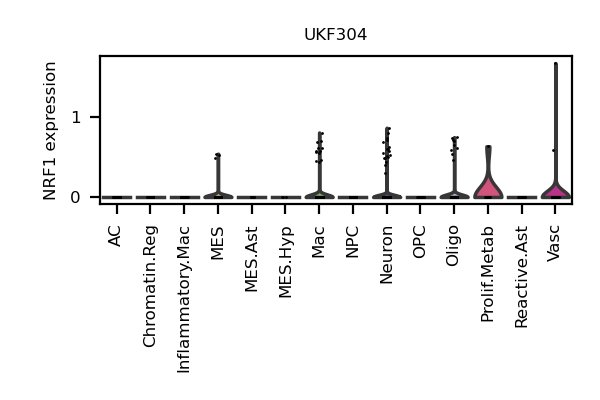 UKF304
NRF1 expression
1
0
AC
Chromatin.Reg
Inflammatory.Mac
MES
MES.Ast
MES.Hyp
Mac
NPC
Neuron
OPC
Oligo
Prolif.Metab
Reactive.Ast
Vasc